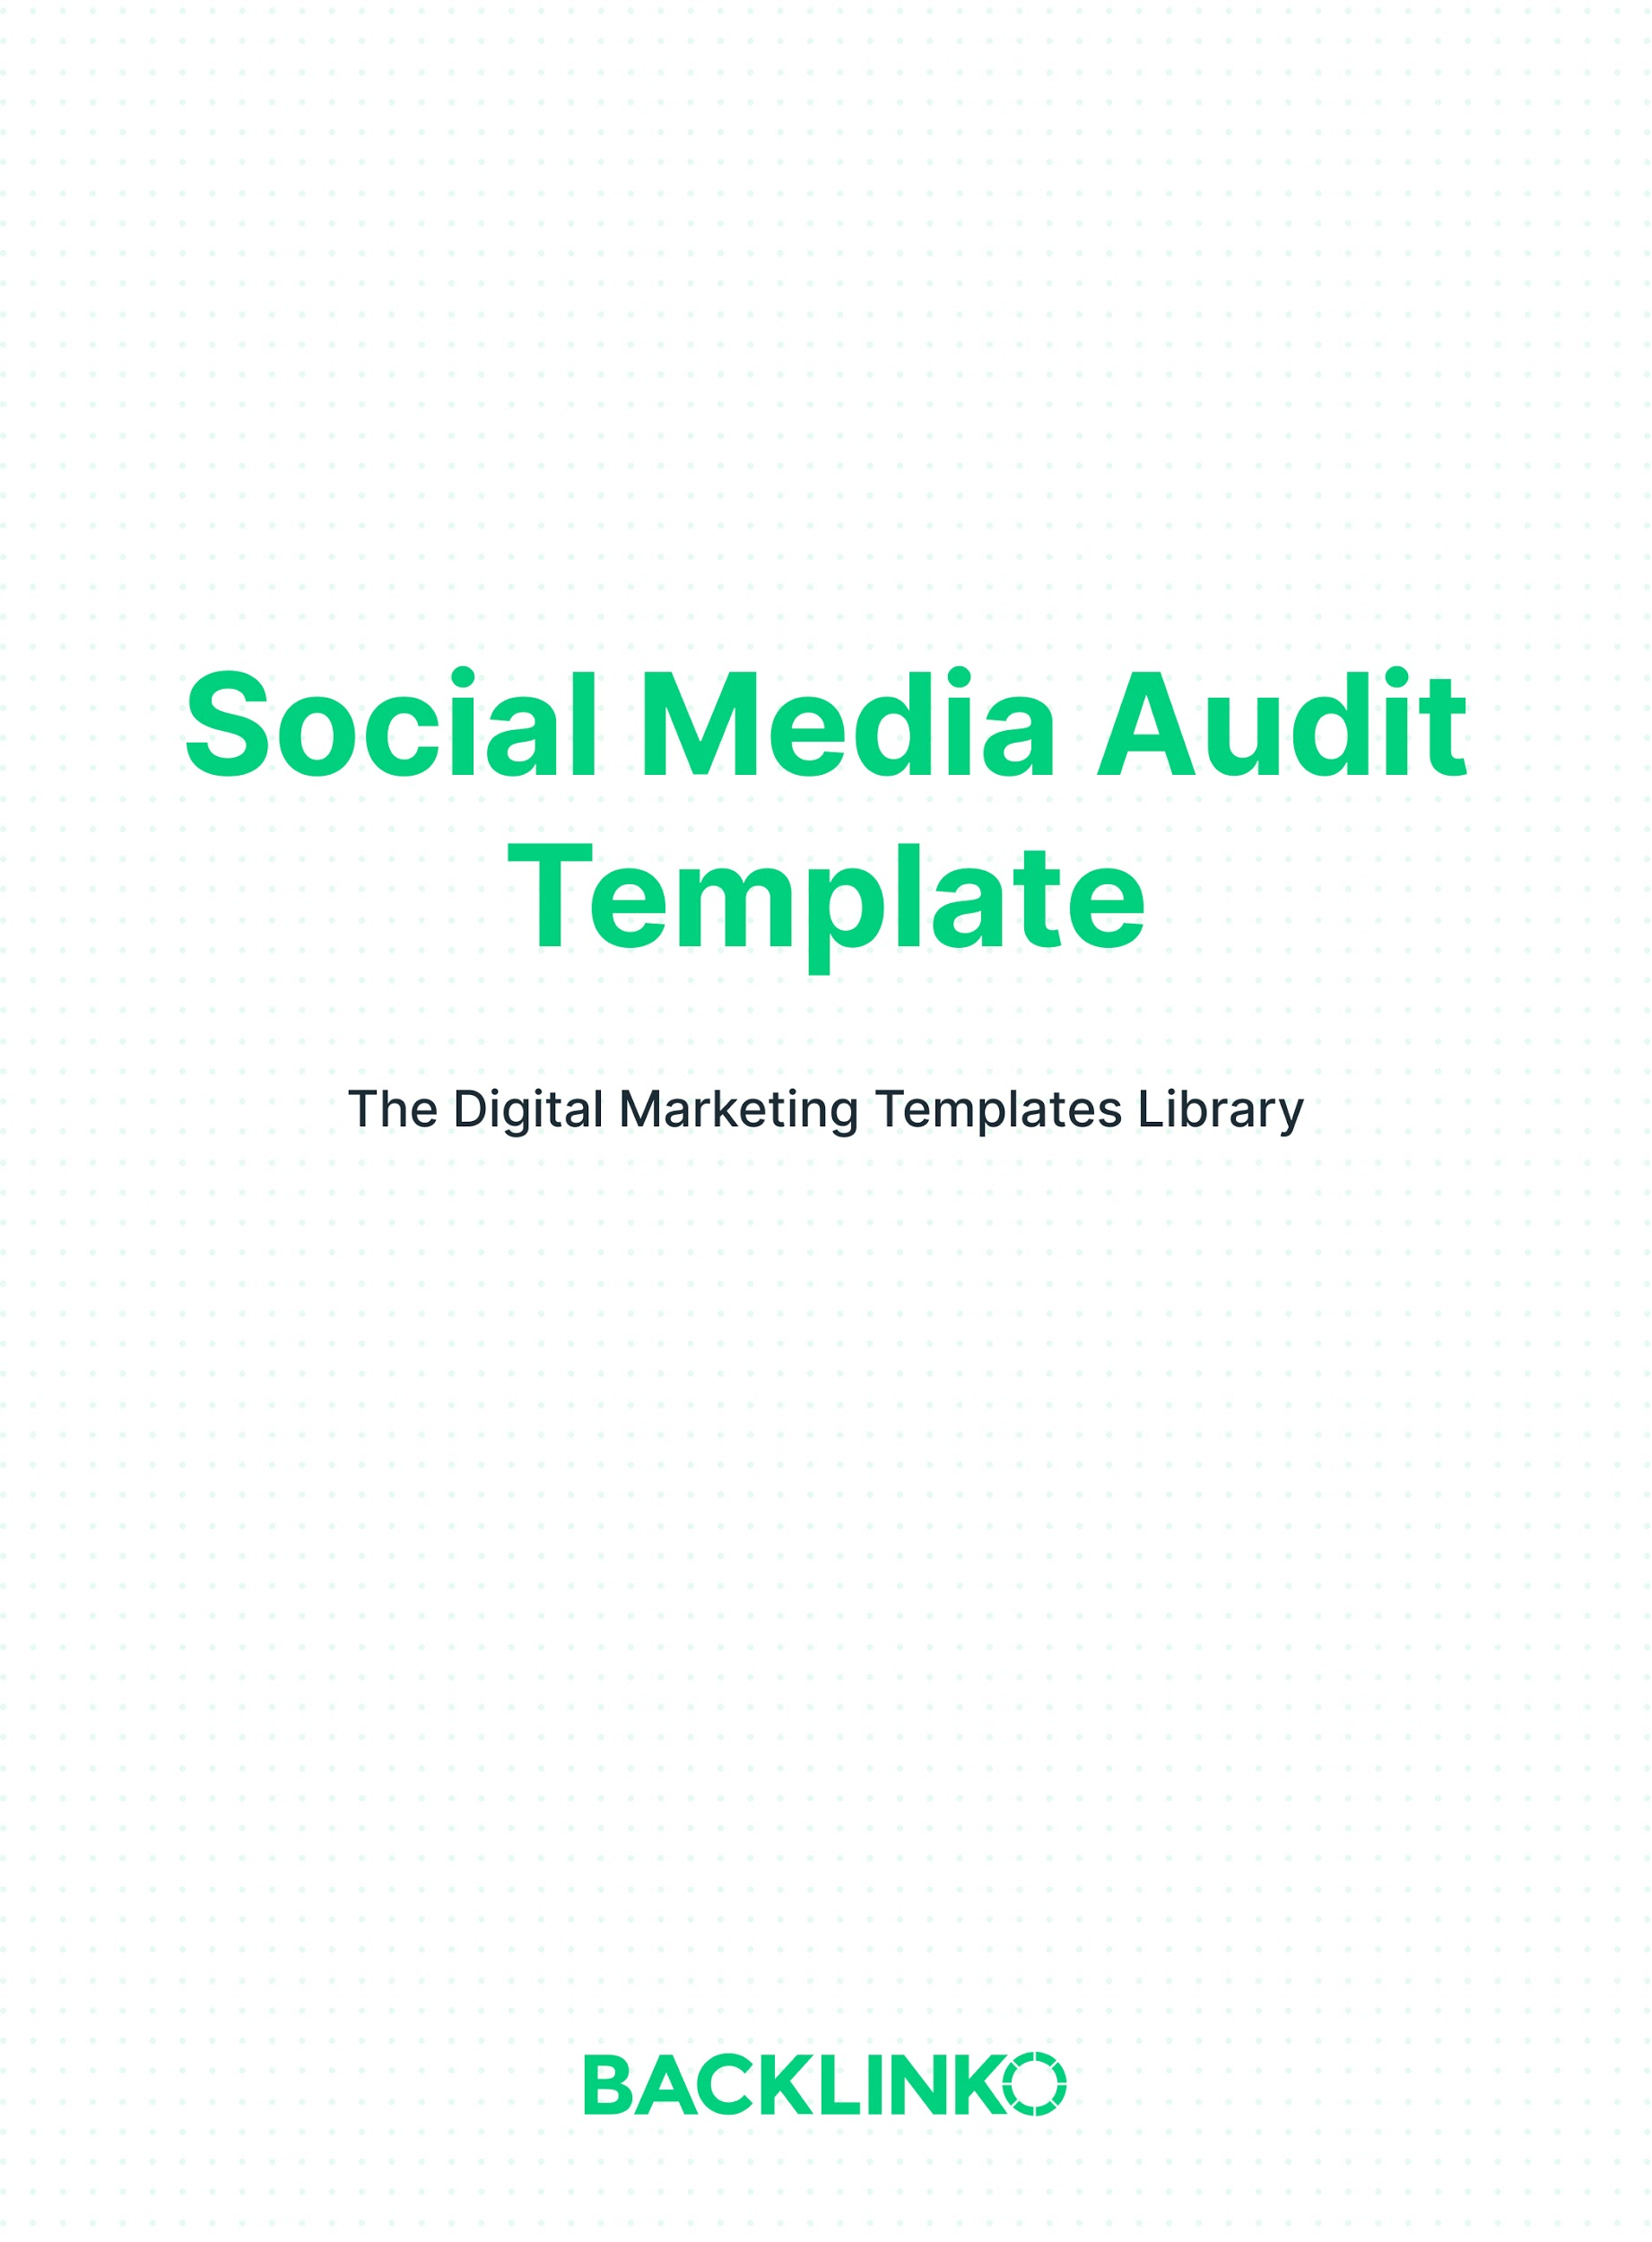 Social Media Audit
Template
The Digital Marketing Templates Library
BACKLINKO